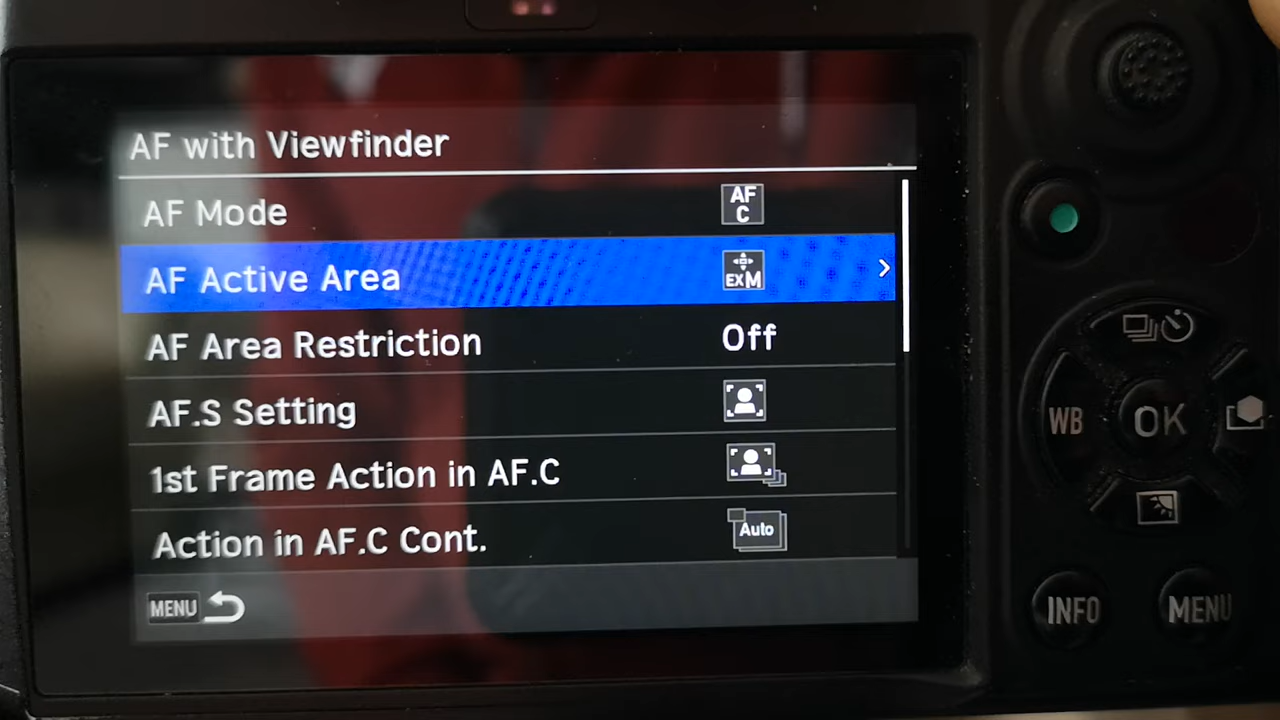 AF with Viewfinder
AF Mode AF C
AF Active Area EXM
AF Area Restriction Off
AF.S Setting
1st Frame Action in AF.C
Action in AF.C Cont. Auto
MENU
WB OK
INFO MENU